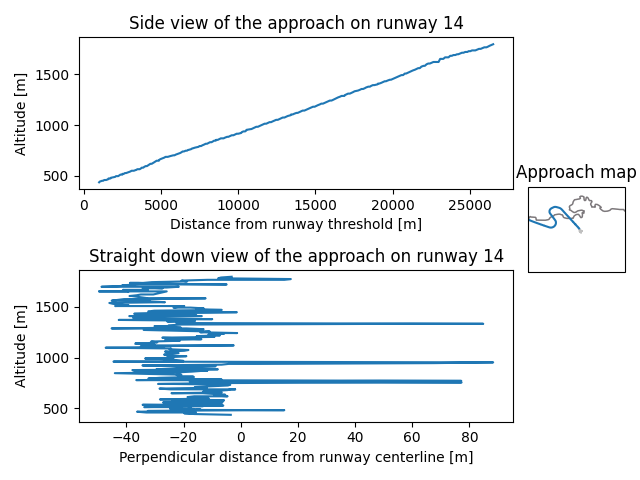 Side view of the approach on runway 14
Altitude [m]
1500
1000
500
0 5000 10000 15000 20000 25000
Distance from runway threshold [m]
Approach map
Straight down view of the approach on runway 14
Altitude [m]
1500
1000
500
−40 −20 0 20 40 60 80
Perpendicular distance from runway centerline [m]